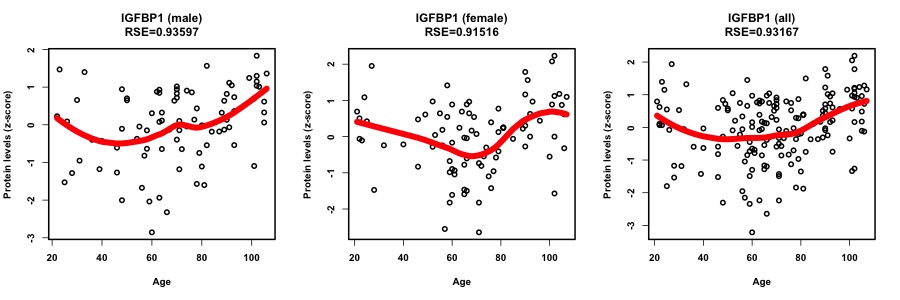 IGFBP1 (male)
RSE=0.93597
Protein levels (z-score)
2
1
0
-1
-2
-3
20 40 60 80 100
Age
IGFBP1 (female)
RSE=0.91516
Protein levels (z-score)
2
1
0
-1
-2
20 40 60 80 100
Age
IGFBP1 (all)
RSE=0.93167
Protein levels (z-score)
2
1
0
-1
-2
-3
20 40 60 80 100
Age